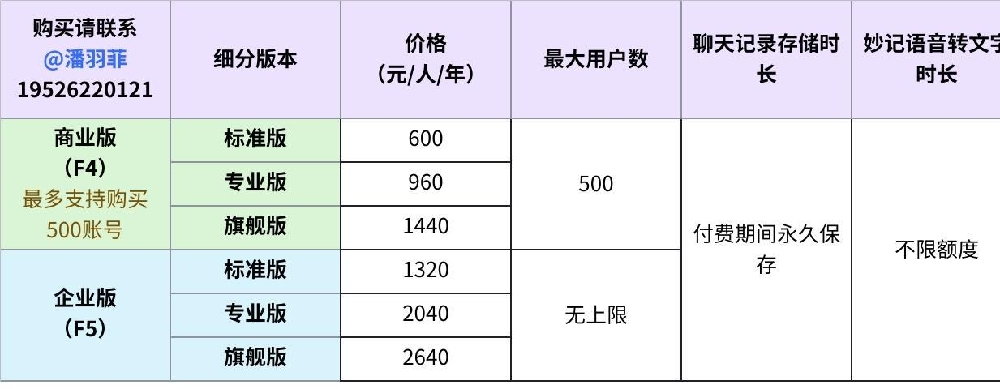 购买请联系
@潘羽菲
19526220121
细分版本
价格
（元/人/年）
最大用户数
聊天记录存储时
长
妙记语音转文字
时长
商业版
（F4）
最多支持购买
500账号
标准版
600
专业版
960
旗舰版
1440
500
企业版
（F5）
标准版
1320
专业版
2040
旗舰版
2640
无上限
付费期间永久保
存
不限额度